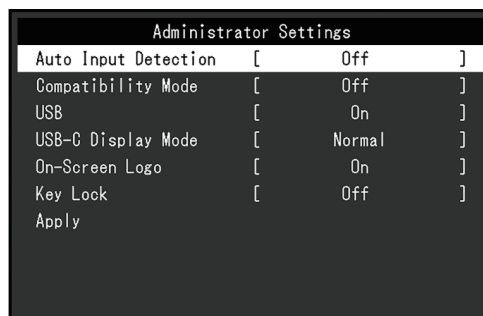 Administrator Settings
Auto Input Detection [ Off ]
Compatibility Mode [ Off ]
USB [ On ]
USB-C Display Mode [ Normal ]
On-Screen Logo [ On ]
Key Lock [ Off ]
Apply